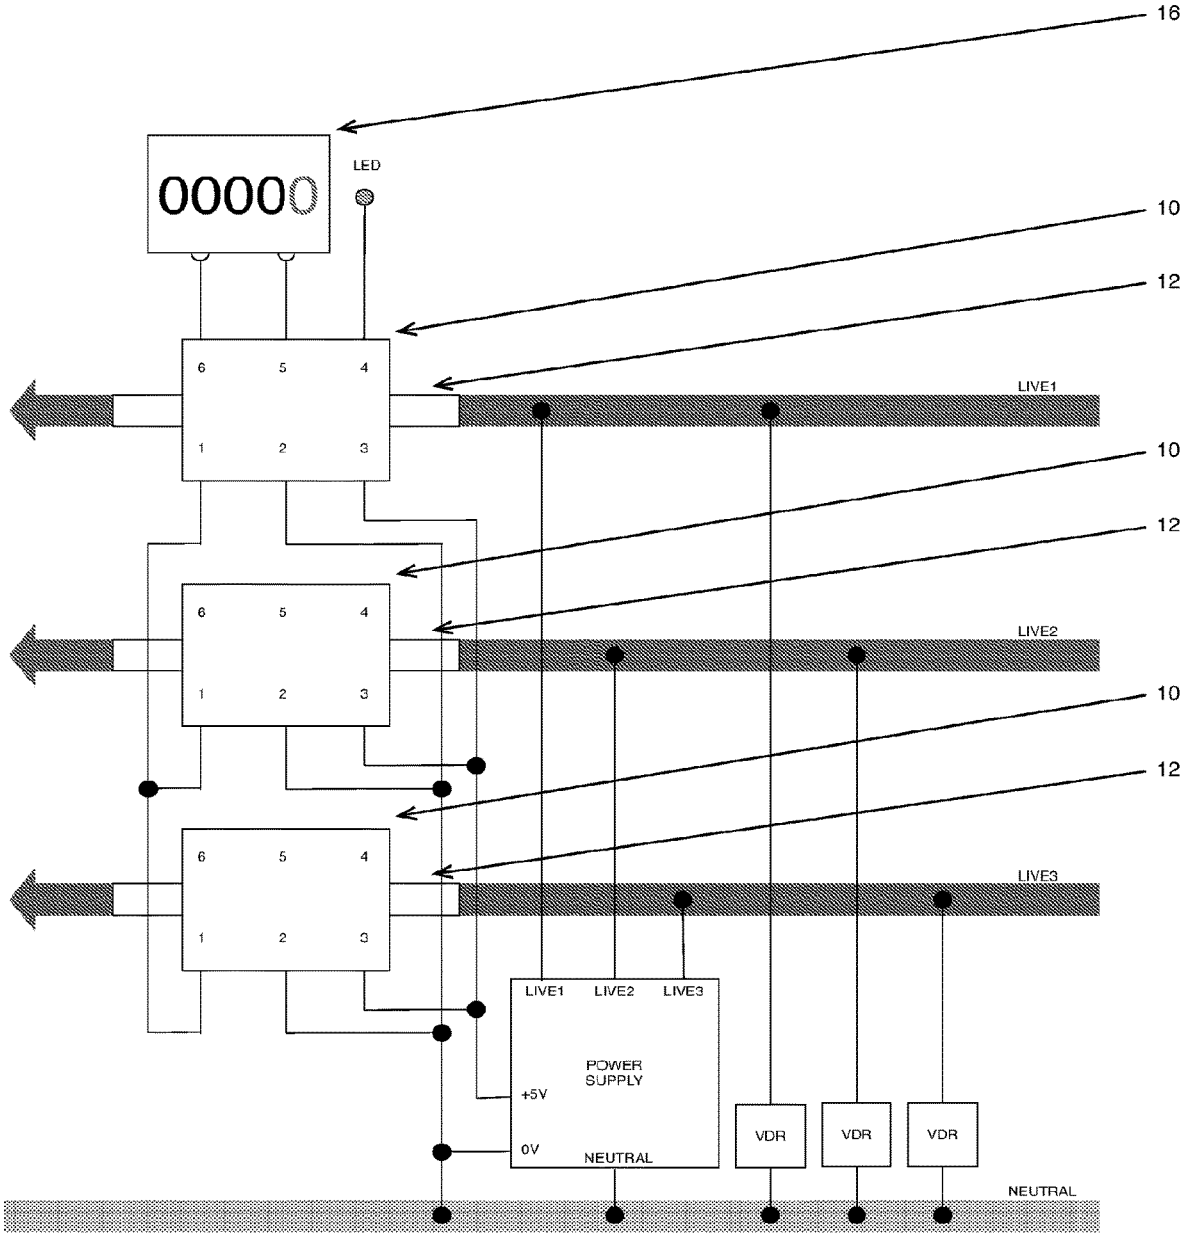 16
LED
00000
10
12
6 5 4
LIVE1
1 2 3
10
12
6 5 4
LIVE2
1 2 3
10
12
6 5 4
LIVE3
1 2 3
LIVE1 LIVE2 LIVE3
POWER
SUPPLY
+5V
VDR VDR VDR
0V
NEUTRAL
NEUTRAL